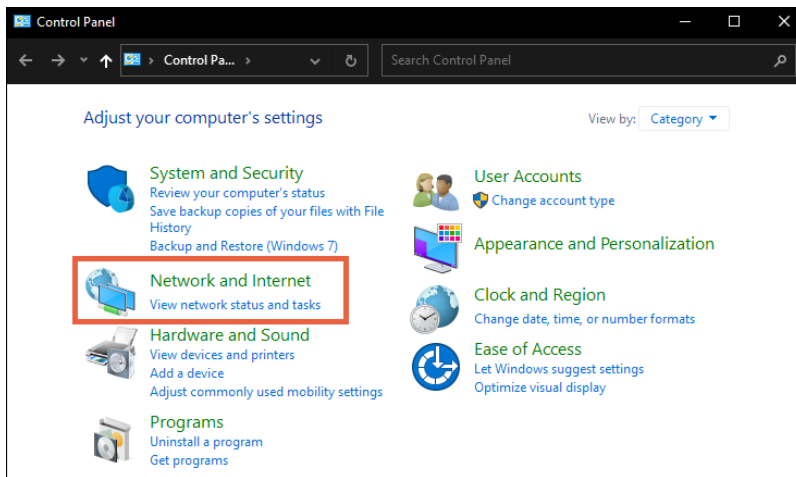 Control Panel
Control Pa...
Search Control Panel
Adjust your computer's settings
View by: Category
System and Security
Review your computer's status
Save backup copies of your files with File
History
Backup and Restore (Windows 7)
Network and Internet
View network status and tasks
Hardware and Sound
View devices and printers
Add a device
Adjust commonly used mobility settings
Programs
Uninstall a program
Get programs
User Accounts
Change account type
Appearance and Personalization
Clock and Region
Change date, time, or number formats
Ease of Access
Let Windows suggest settings
Optimize visual display